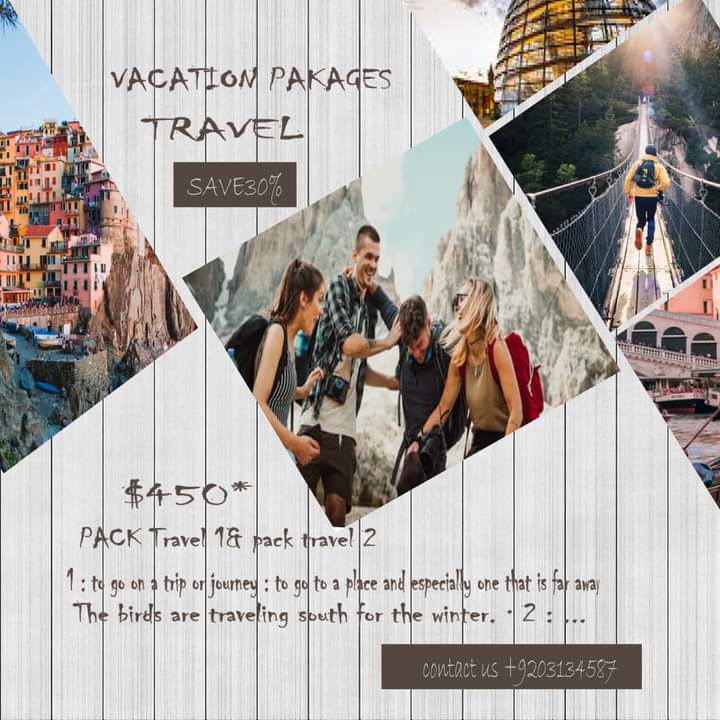 VACATION PAKAGES
TRAVEL
SAVE30%
$450*
PACK Travel 1& pack travel 2
1 : to go on a trip or journey : to go to a place and especially one that is far away
The birds are traveling south for the winter. · 2 : ...
contact us +9203134587